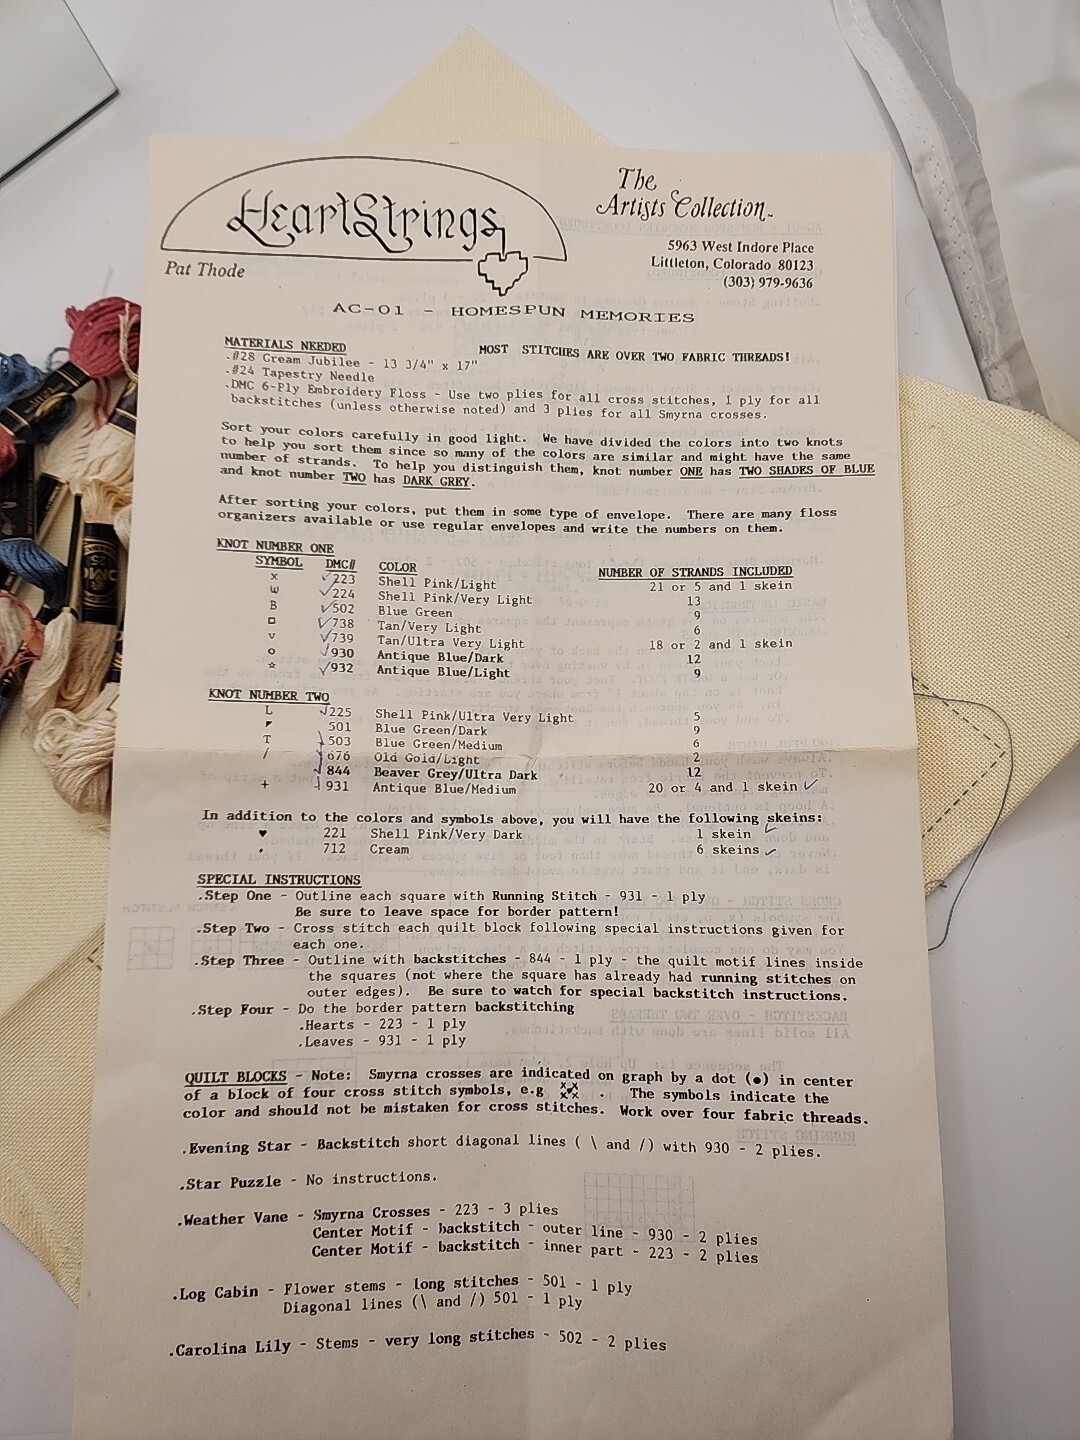 HeartStrings
Pat Thode
The
Artists Collection
5963 West Indore Place
Littleton, Colorado 80123
(303) 979-9636
AC-01 - HOMESPUN MEMORIES
MATERIALS NEEDED MOST STITCHES ARE OVER TWO FABRIC THREADS!
.#28 Cream Jubilee - 13 3/4" x 17"
.#24 Tapestry Needle
.DMC 6-Ply Embroidery Floss - Use two plies for all cross stitches, 1 ply for all
backstitches (unless otherwise noted) and 3 plies for all Smyrna crosses.
Sort your colors carefully in good light. We have divided the colors into two knots
to help you sort them since so many of the colors are similar and might have the same
number of strands. To help you distinguish them, knot number ONE has TWO SHADES OF BLUE
and knot number TWO has DARK GREY.
After sorting your colors, put them in some type of envelope. There are many floss
organizers available or use regular envelopes and write the numbers on them.
KNOT NUMBER ONE
SYMBOL DMC# COLOR NUMBER OF STRANDS INCLUDED
x ✓223 Shell Pink/Light 21 or 5 and 1 skein
w ✓224 Shell Pink/Very Light 13
B ✓502 Blue Green 9
□ ✓738 Tan/Very Light 6
v ✓739 Tan/Ultra Very Light 18 or 2 and 1 skein
o ✓930 Antique Blue/Dark 12
☆ ✓932 Antique Blue/Light 9
KNOT NUMBER TWO
L ✓225 Shell Pink/Ultra Very Light 5
◤ 501 Blue Green/Dark 9
T ✓503 Blue Green/Medium 6
/ ✓676 Old Gold/Light 2
✓844 Beaver Grey/Ultra Dark 12
+ ✓931 Antique Blue/Medium 20 or 4 and 1 skein ✓
In addition to the colors and symbols above, you will have the following skeins:
♥ 221 Shell Pink/Very Dark 1 skein ✓
. 712 Cream 6 skeins ✓
SPECIAL INSTRUCTIONS
.Step One - Outline each square with Running Stitch - 931 - 1 ply
Be sure to leave space for border pattern!
.Step Two - Cross stitch each quilt block following special instructions given for
each one.
.Step Three - Outline with backstitches - 844 - 1 ply - the quilt motif lines inside
the squares (not where the square has already had running stitches on
outer edges). Be sure to watch for special backstitch instructions.
.Step Four - Do the border pattern backstitching
.Hearts - 223 - 1 ply
.Leaves - 931 - 1 ply
QUILT BLOCKS - Note: Smyrna crosses are indicated on graph by a dot (●) in center
of a block of four cross stitch symbols, e.g . The symbols indicate the
color and should not be mistaken for cross stitches. Work over four fabric threads.
.Evening Star - Backstitch short diagonal lines ( \ and /) with 930 - 2 plies.
.Star Puzzle - No instructions.
.Weather Vane - Smyrna Crosses - 223 - 3 plies
Center Motif - backstitch - outer line - 930 - 2 plies
Center Motif - backstitch - inner part - 223 - 2 plies
.Log Cabin - Flower stems - long stitches - 501 - 1 ply
Diagonal lines (\ and /) 501 - 1 ply
.Carolina Lily - Stems - very long stitches - 502 - 2 plies